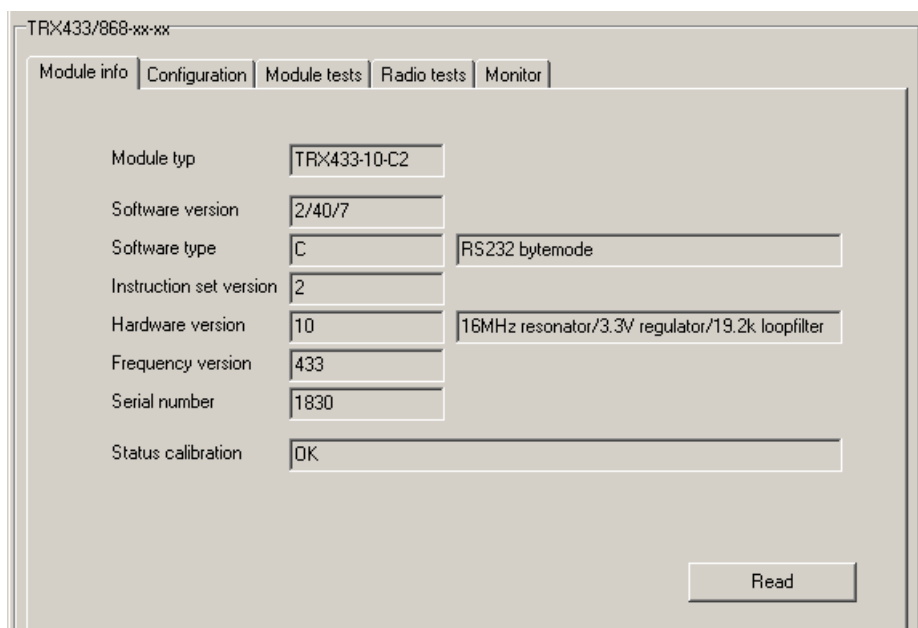 TRX433/868-xx-xx
Module info Configuration Module tests Radio tests Monitor
Module typ TRX433-10-C2
Software version 2/40/7
Software type C RS232 bytemode
Instruction set version 2
Hardware version 10 16MHz resonator/3.3V regulator/19.2k loopfilter
Frequency version 433
Serial number 1830
Status calibration OK
Read